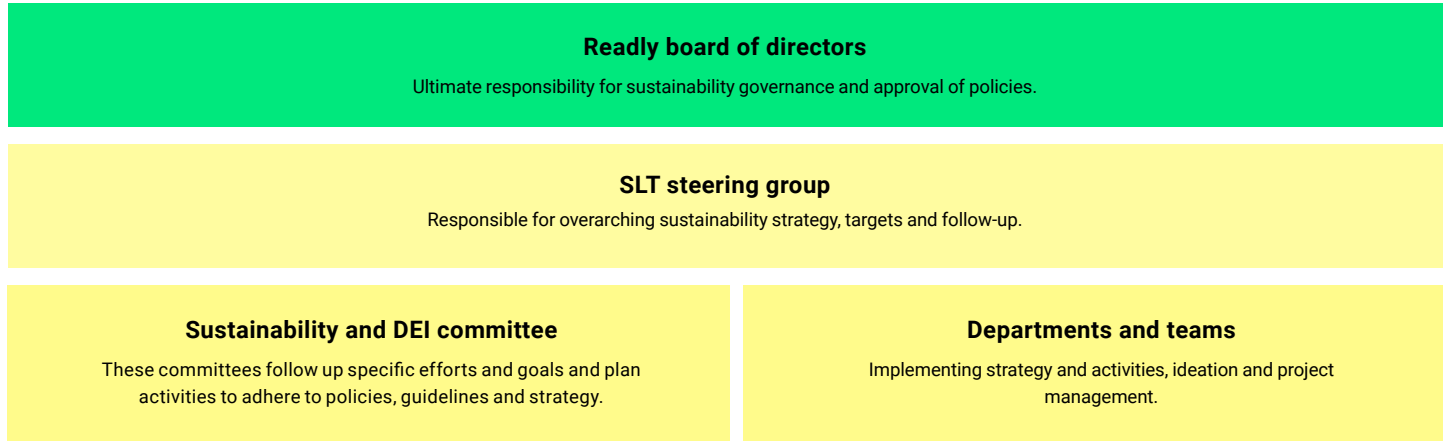 Readly board of directors
Ultimate responsibility for sustainability governance and approval of policies.
SLT steering group
Responsible for overarching sustainability strategy, targets and follow-up.
Sustainability and DEI committee
These committees follow up specific efforts and goals and plan
activities to adhere to policies, guidelines and strategy.
Departments and teams
Implementing strategy and activities, ideation and project
management.